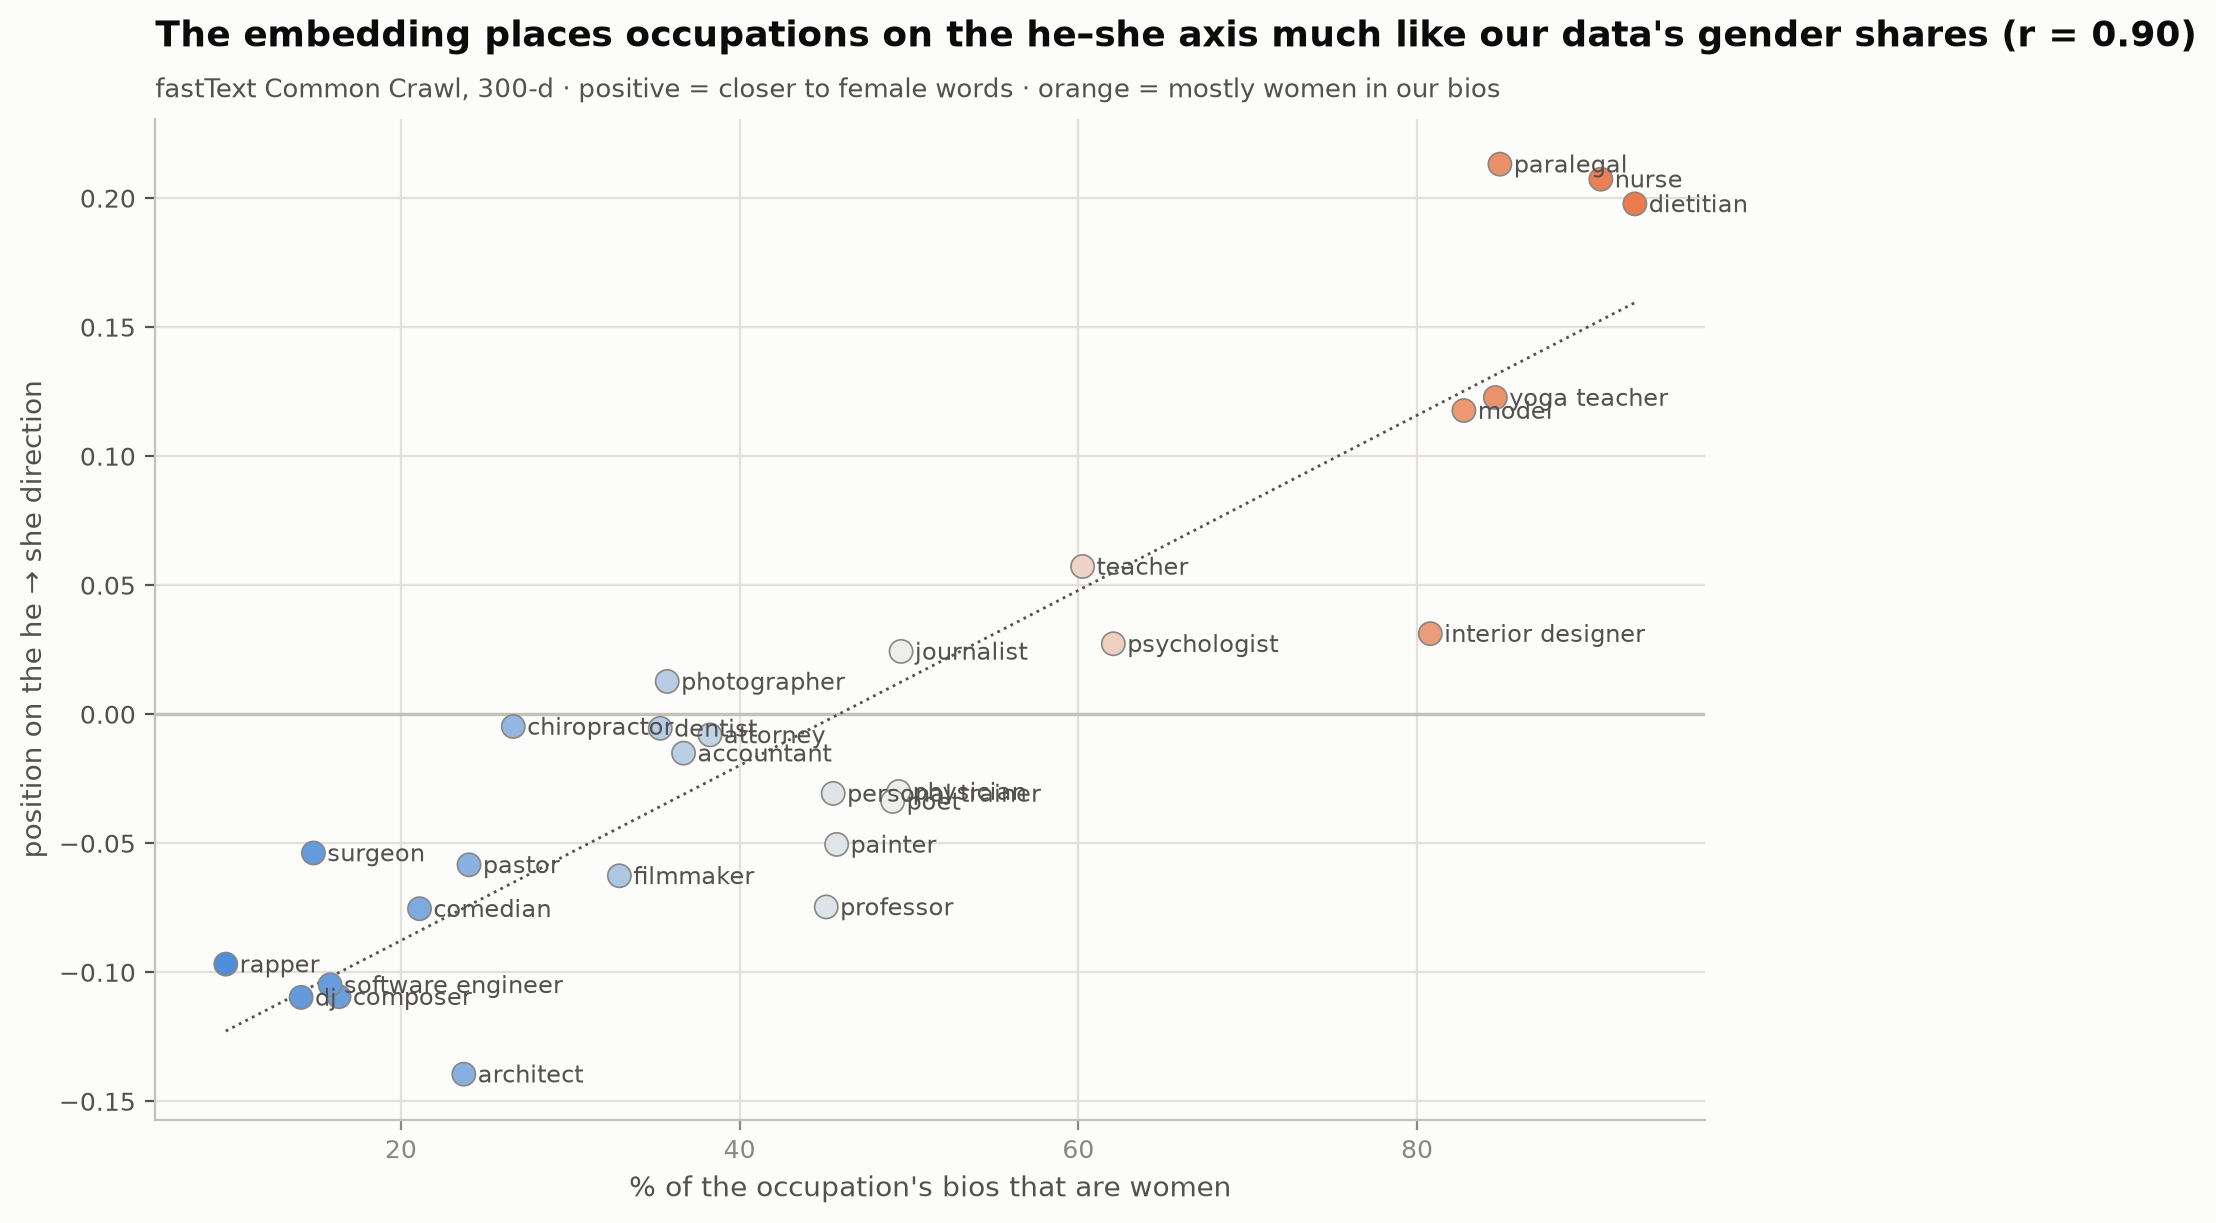 The embedding places occupations on the he–she axis much like our data's gender shares (r = 0.90)
fastText Common Crawl, 300-d · positive = closer to female words · orange = mostly women in our bios
position on the he → she direction
0.20
0.15
0.10
0.05
0.00
−0.05
−0.10
−0.15
paralegal
nurse
dietitian
yoga teacher
model
teacher
interior designer
psychologist
journalist
photographer
chiropractor
dentist
attorney
accountant
physician
personal trainer
poet
painter
surgeon
pastor
filmmaker
professor
comedian
rapper
software engineer
dj
composer
architect
20
40
60
80
% of the occupation's bios that are women